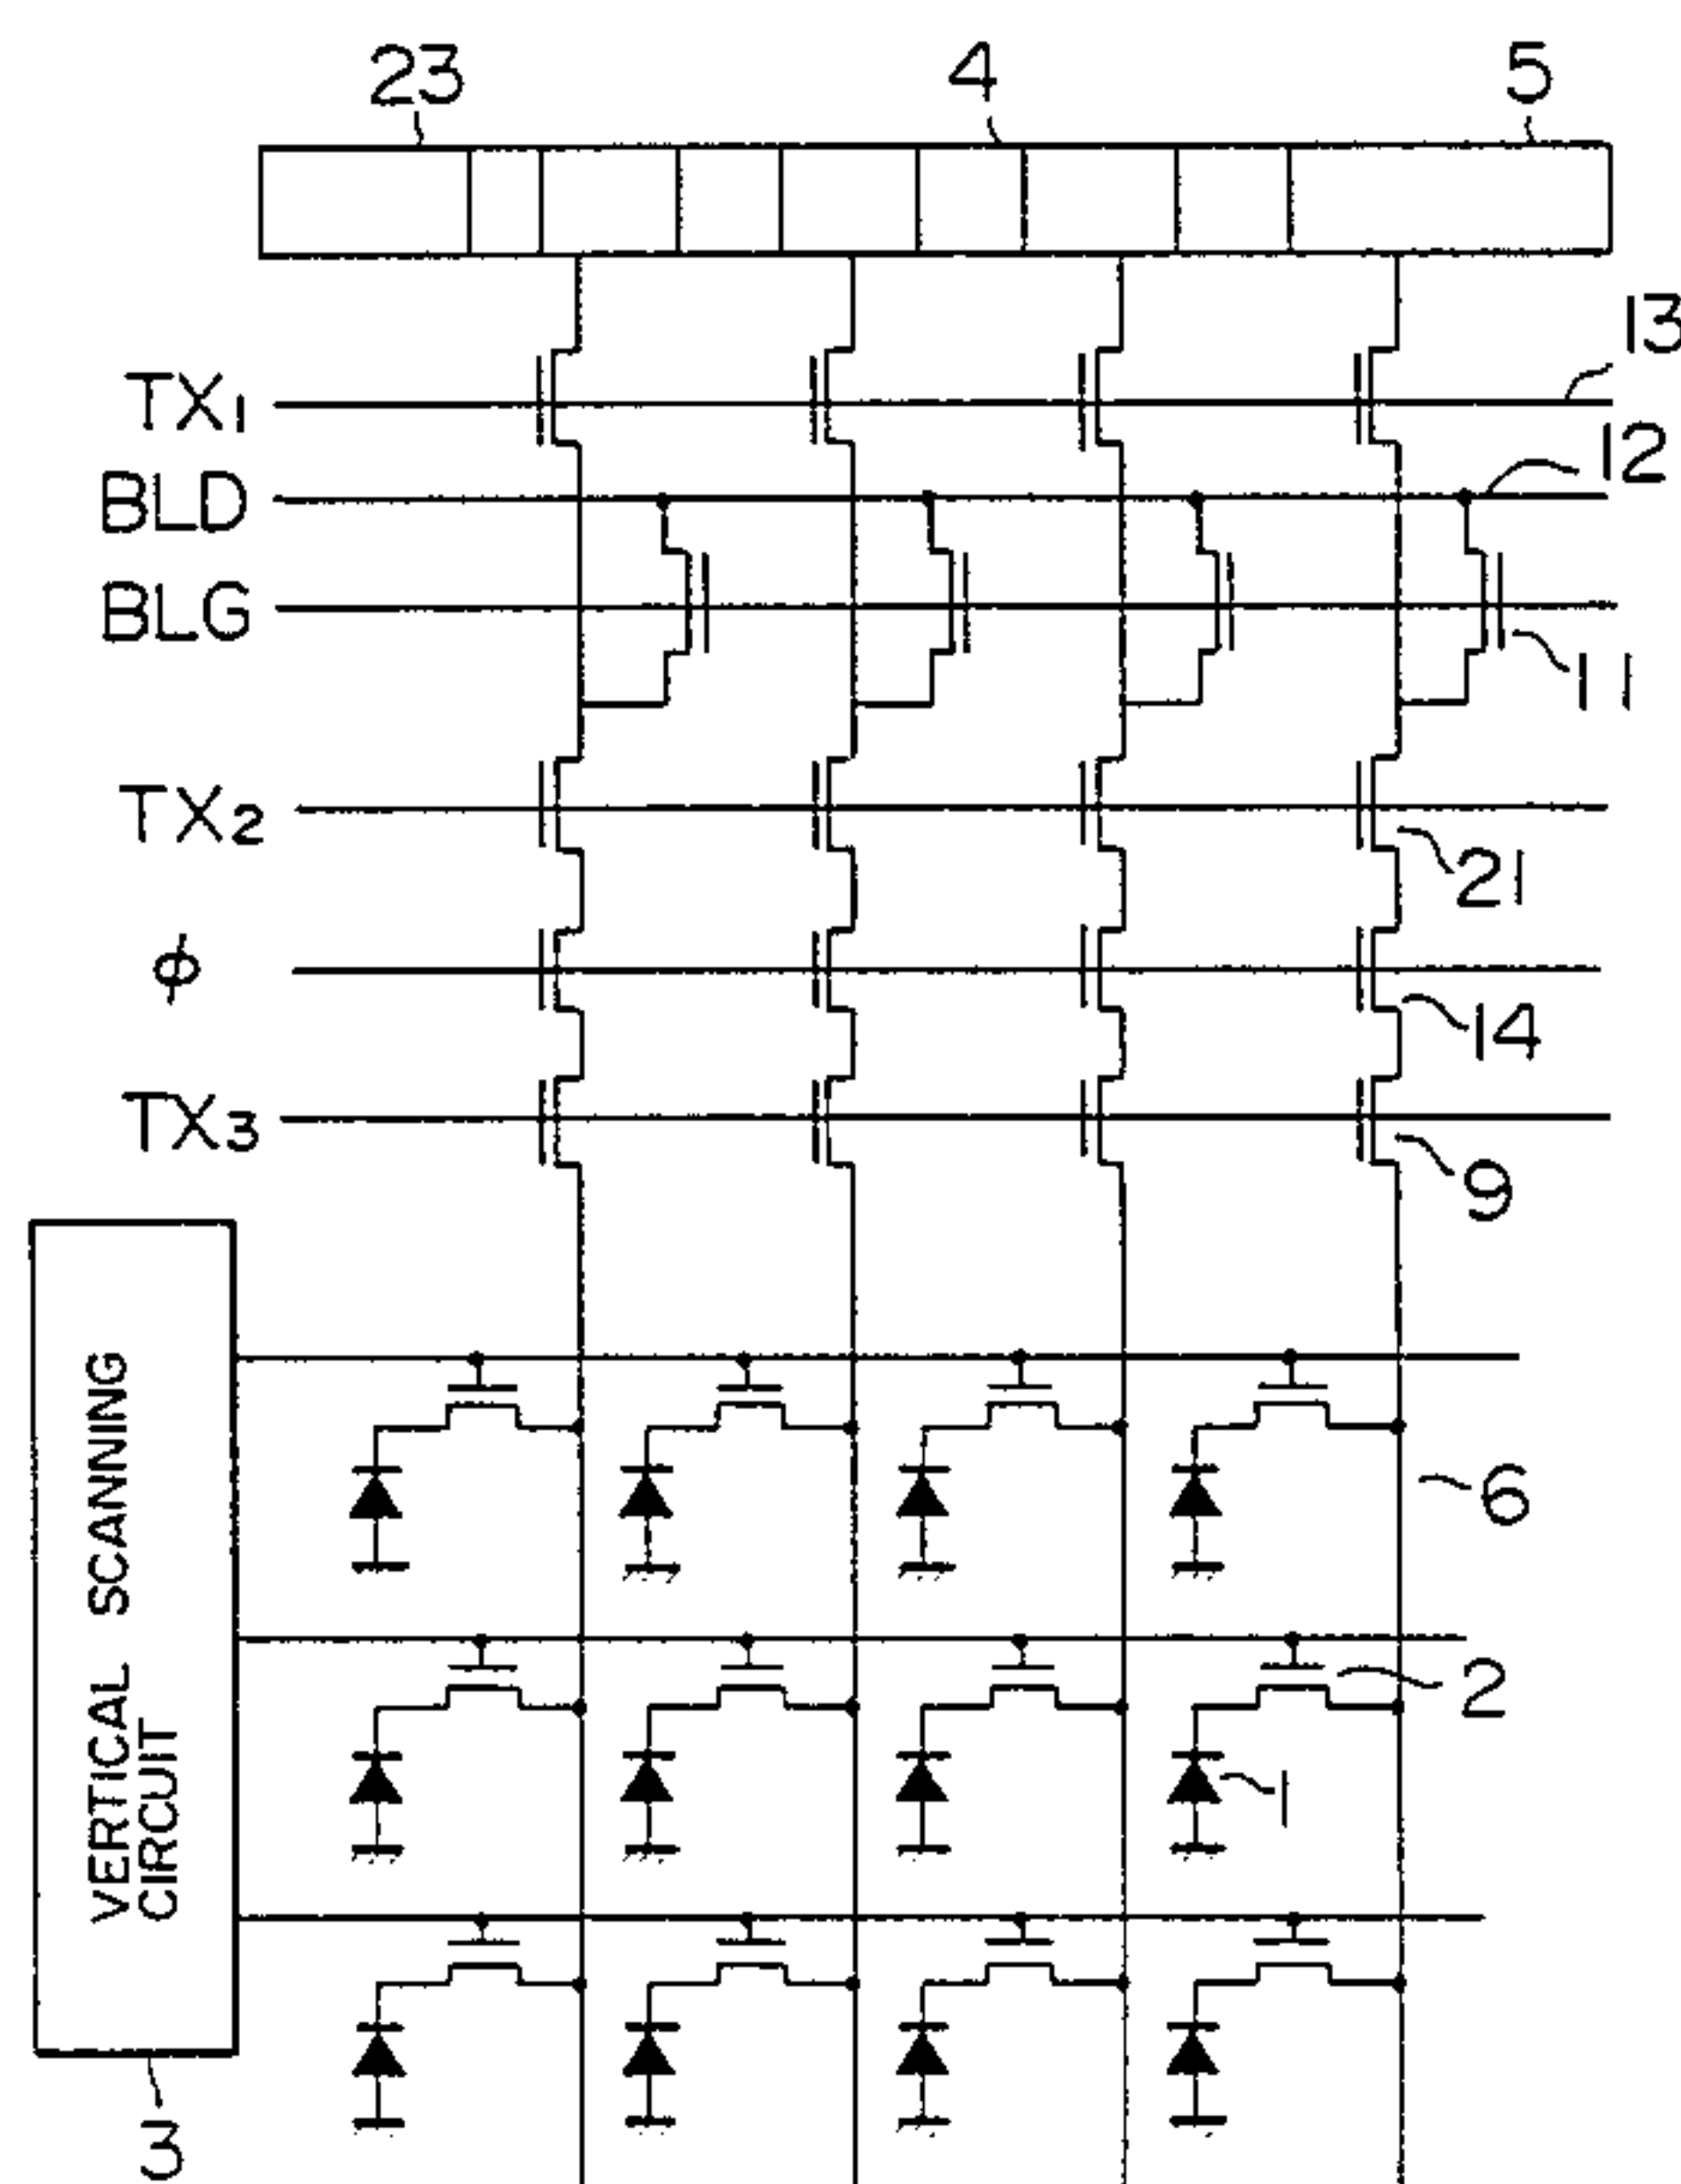 23 4 5
13
TX1
12
BLD
BLG
11
TX2
21
ϕ
14
TX3
9
6
VERTICAL SCANNING
CIRCUIT
2
1
3